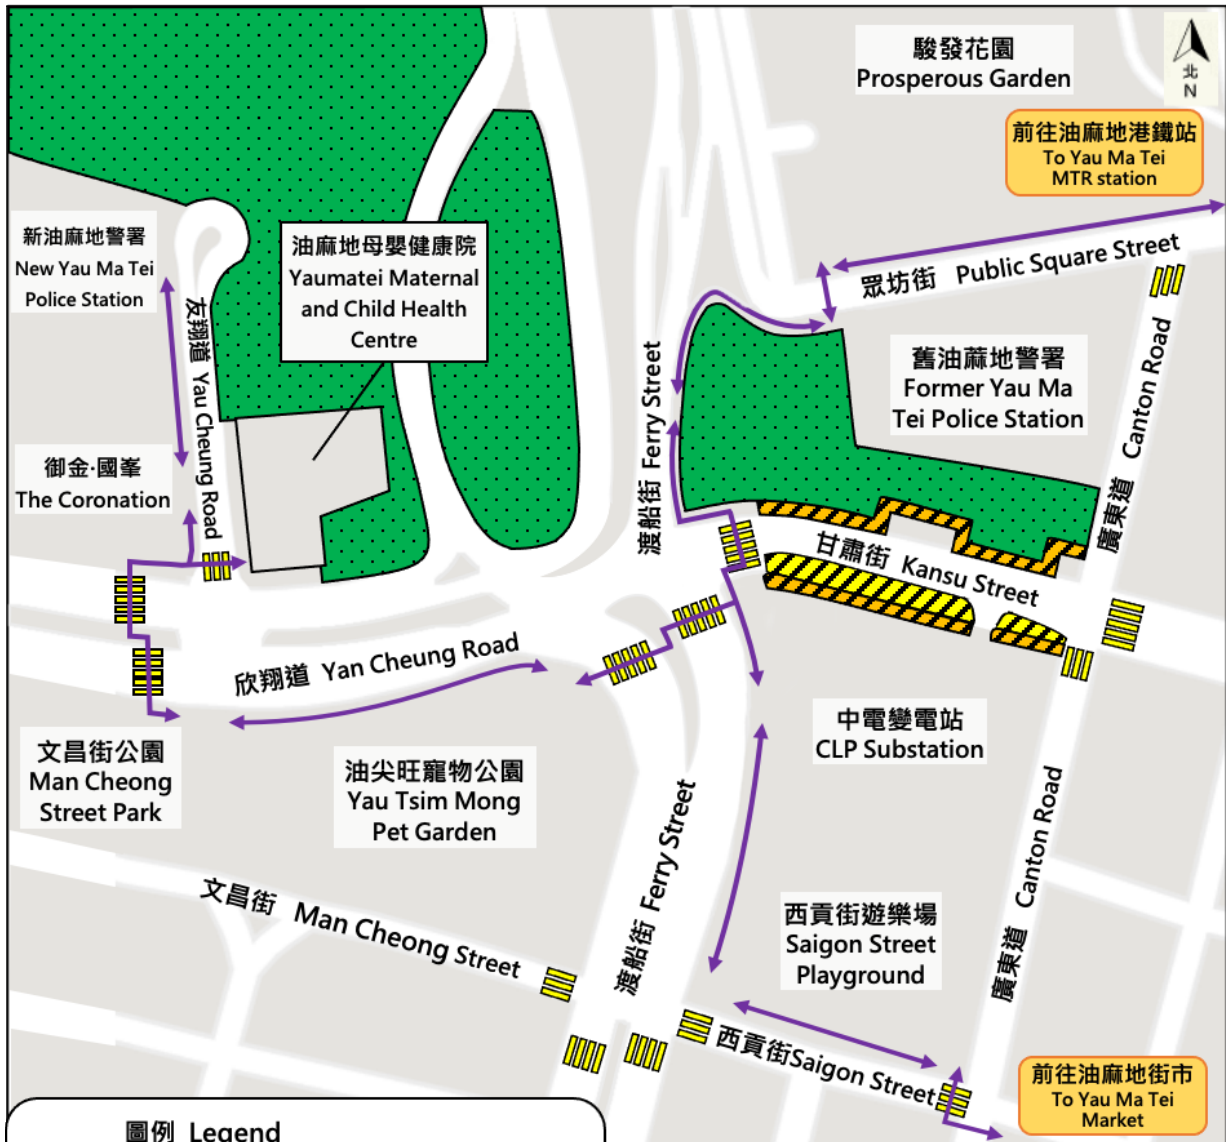 駿發花園
Prosperous Garden
北
N
前往油麻地港鐵站
To Yau Ma Tei
MTR station
新油麻地警署
New Yau Ma Tei
Police Station
油麻地母嬰健康院
Yaumatei Maternal
and Child Health
Centre
眾坊街 Public Square Street
友翔道 Yau Cheung Road
渡船街 Ferry Street
舊油蔴地警署
Former Yau Ma
Tei Police Station
廣東道 Canton Road
御金·國峯
The Coronation
甘肅街 Kansu Street
欣翔道 Yan Cheung Road
文昌街公園
Man Cheong
Street Park
油尖旺寵物公園
Yau Tsim Mong
Pet Garden
中電變電站
CLP Substation
渡船街 Ferry Street
廣東道 Canton Road
文昌街 Man Cheong Street
西貢街遊樂場
Saigon Street
Playground
西貢街Saigon Street
前往油麻地街市
To Yau Ma Tei
Market
圖例 Legend